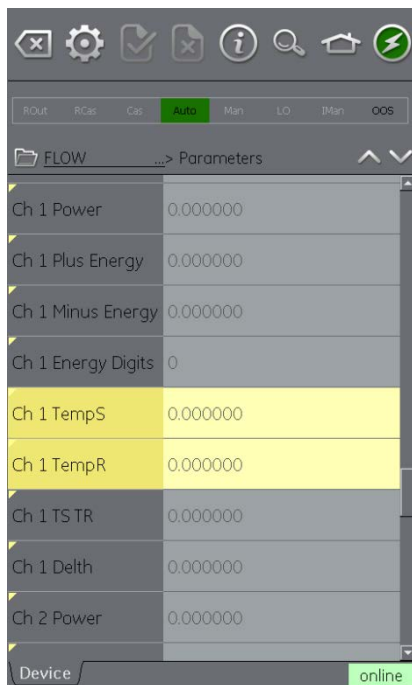 ROut RCas Cas Auto Man LO IMan OOS
FLOW ...> Parameters
Ch 1 Power 0.000000
Ch 1 Plus Energy 0.000000
Ch 1 Minus Energy 0.000000
Ch 1 Energy Digits 0
Ch 1 TempS 0.000000
Ch 1 TempR 0.000000
Ch 1 TS TR 0.000000
Ch 1 Delth 0.000000
Ch 2 Power 0.000000
Device online